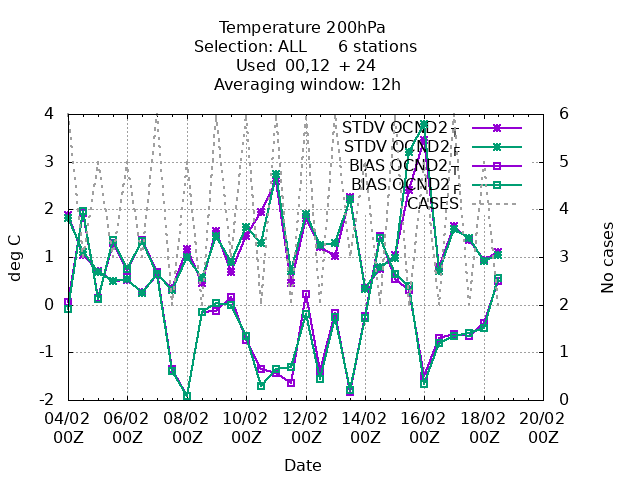 Temperature 200hPa
Selection: ALL      6 stations
Used  00,12  + 24
Averaging window: 12h
STDV OCND2_T
STDV OCND2_F
BIAS OCND2_T
BIAS OCND2_F
CASES
4
3
2
1
0
-1
-2
6
5
4
3
2
1
0
deg C
No cases
04/02 06/02 08/02 10/02 12/02 14/02 16/02 18/02 20/02
00Z 00Z 00Z 00Z 00Z 00Z 00Z 00Z 00Z
Date